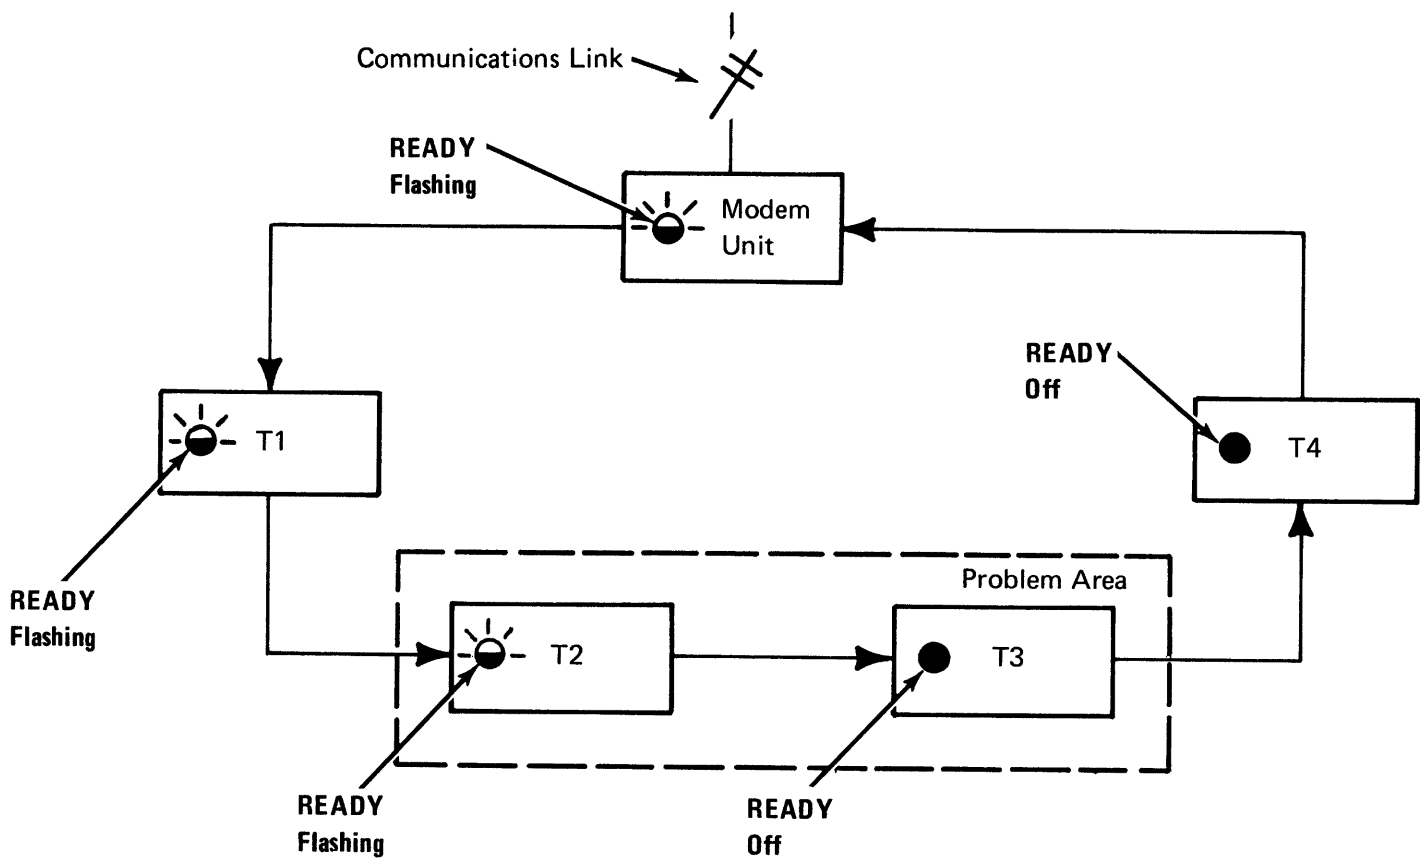 Communications Link
READY
Flashing
Modem
Unit
READY
Off
T1
T4
READY
Flashing
Problem Area
T2
T3
READY
Flashing
READY
Off